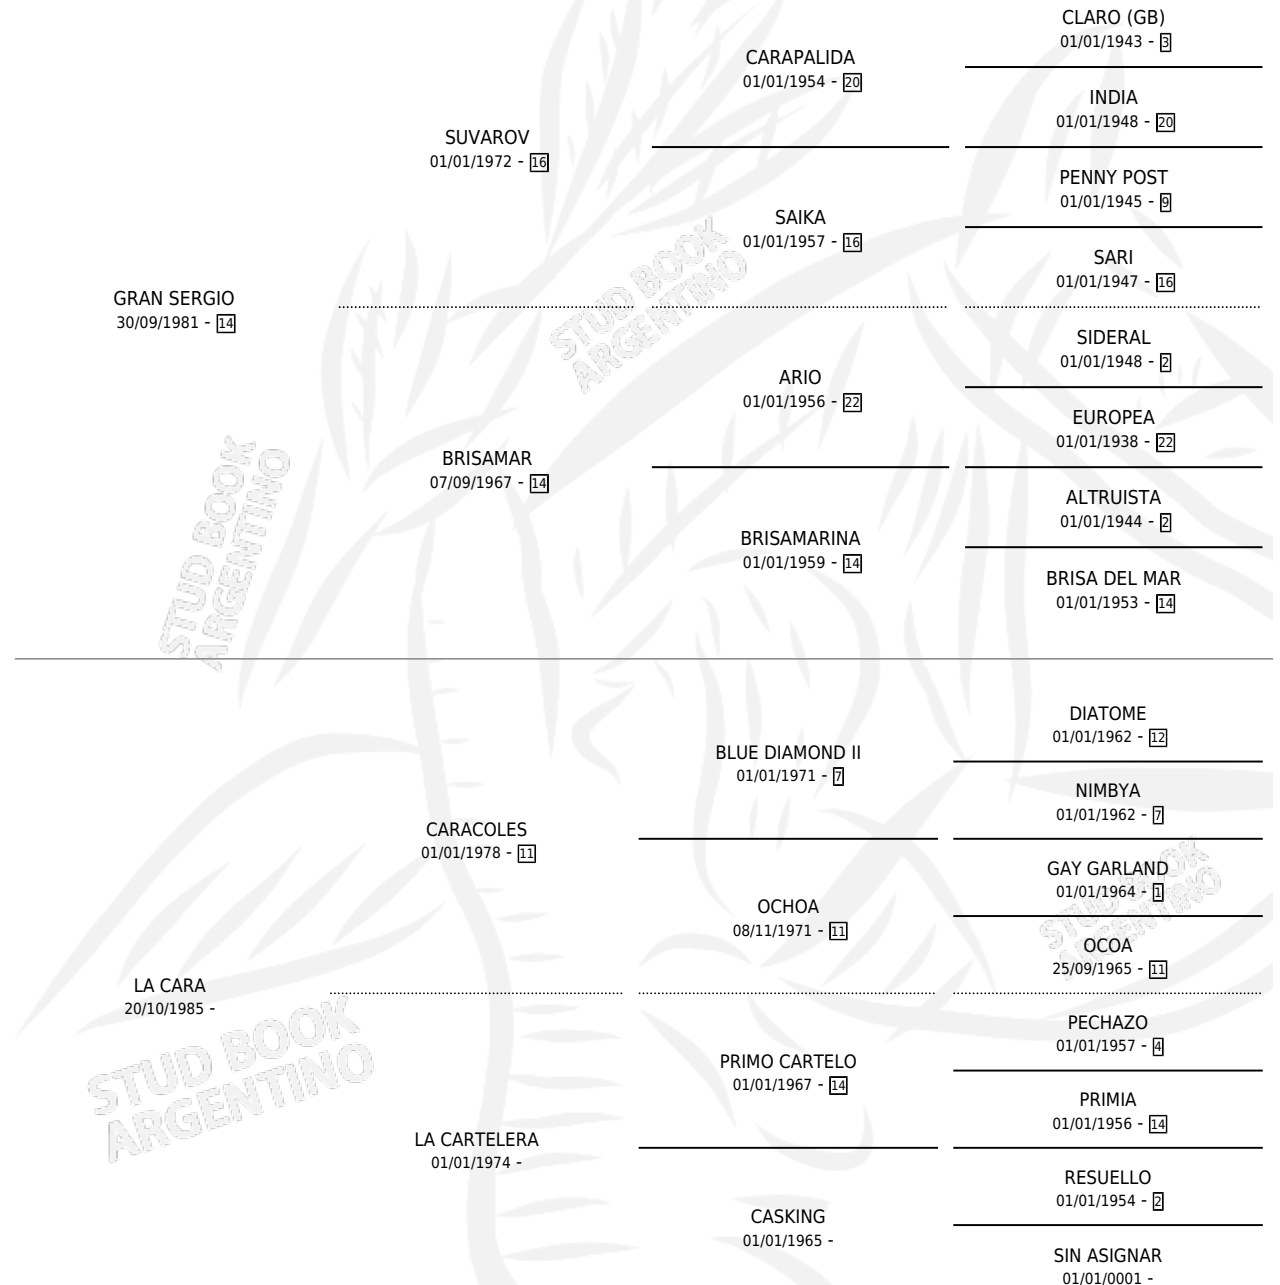 CLARO (GB)
01/01/1943 - 3
CARAPALIDA
01/01/1954 - 20
INDIA
01/01/1948 - 20
SUVAROV
01/01/1972 - 16
PENNY POST
01/01/1945 - 9
SAIKA
01/01/1957 - 16
SARI
01/01/1947 - 16
GRAN SERGIO
30/09/1981 - 14
SIDERAL
01/01/1948 - 2
ARIO
01/01/1956 - 22
EUROPEA
01/01/1938 - 22
BRISAMAR
07/09/1967 - 14
ALTRUISTA
01/01/1944 - 2
BRISAMARINA
01/01/1959 - 14
BRISA DEL MAR
01/01/1953 - 14
DIATOME
01/01/1962 - 12
BLUE DIAMOND II
01/01/1971 - 7
NIMBYA
01/01/1962 - 7
CARACOLES
01/01/1978 - 11
GAY GARLAND
01/01/1964 - 1
OCHOA
08/11/1971 - 11
OCOA
25/09/1965 - 11
LA CARA
20/10/1985 -
PECHAZO
01/01/1957 - 4
PRIMO CARTELO
01/01/1967 - 14
PRIMIA
01/01/1956 - 14
LA CARTELERA
01/01/1974 -
RESUELLO
01/01/1954 - 2
CASKING
01/01/1965 -
SIN ASIGNAR
01/01/0001 -
STUD BOOK
ARGENTINO
STUD BOOK
ARGENTINO
STUD BOOK
ARGENTINO
STUD BOOK
ARGENTINO